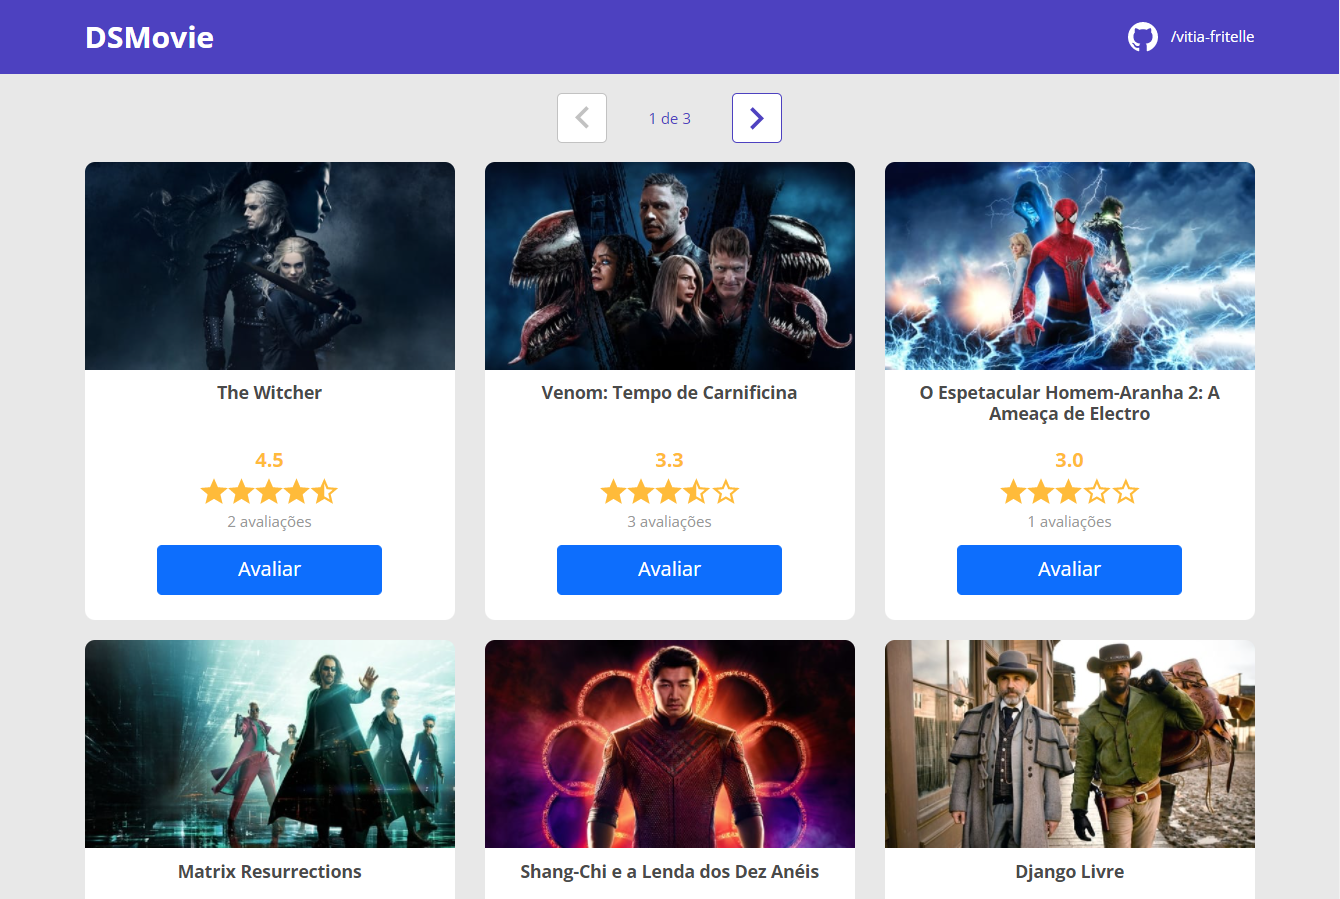 DSMovie
/vitia-fritelle
1 de 3
The Witcher
4.5
2 avaliações
Avaliar
Venom: Tempo de Carnificina
3.3
3 avaliações
Avaliar
O Espetacular Homem-Aranha 2: A
Ameaça de Electro
3.0
1 avaliações
Avaliar
Matrix Resurrections
Shang-Chi e a Lenda dos Dez Anéis
Django Livre